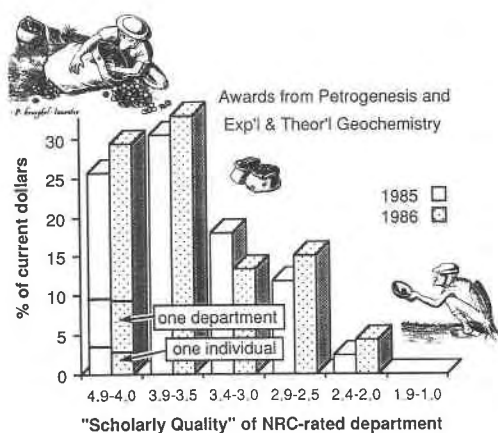 Awards from Petrogenesis and
Exp'l & Theor'l Geochemistry
1985
1986
% of current dollars
30
25
20
15
10
5
0
one department
one individual
4.9-4.0 3.9-3.5 3.4-3.0 2.9-2.5 2.4-2.0 1.9-1.0
"Scholarly Quality" of NRC-rated department